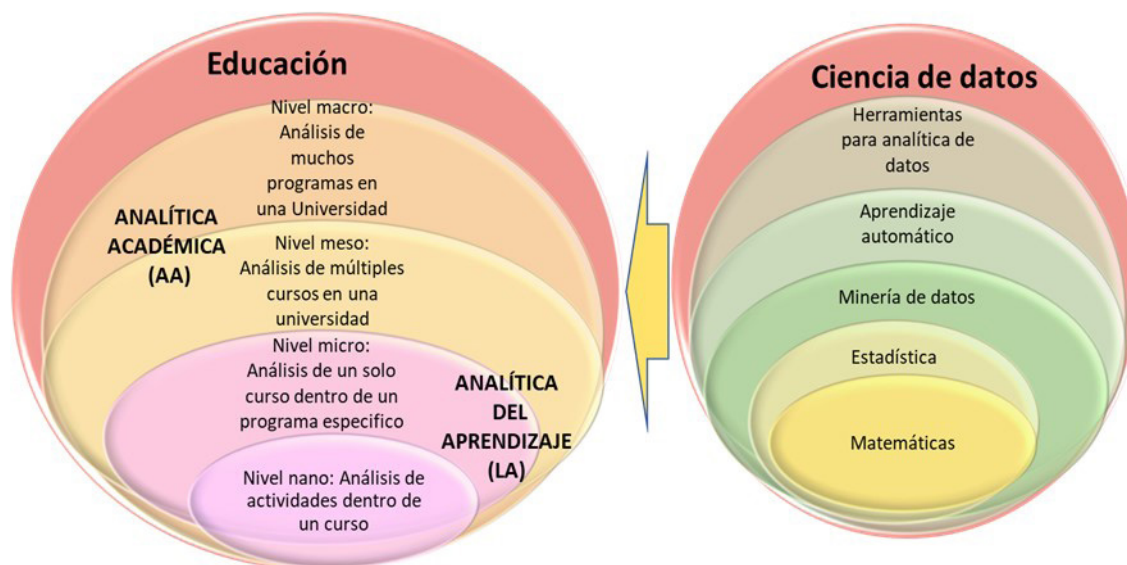 Educación
Nivel macro:
Análisis de
muchos
programas en
una Universidad
ANALÍTICA
ACADÉMICA
(AA)
Nivel meso:
Análisis de múltiples
cursos en una
universidad
Nivel micro:
Análisis de un solo
curso dentro de un
programa especifico
ANALÍTICA
DEL
APRENDIZAJE
(LA)
Nivel nano: Análisis de
actividades dentro de
un curso
Ciencia de datos
Herramientas
para analítica de
datos
Aprendizaje
automático
Minería de datos
Estadística
Matemáticas